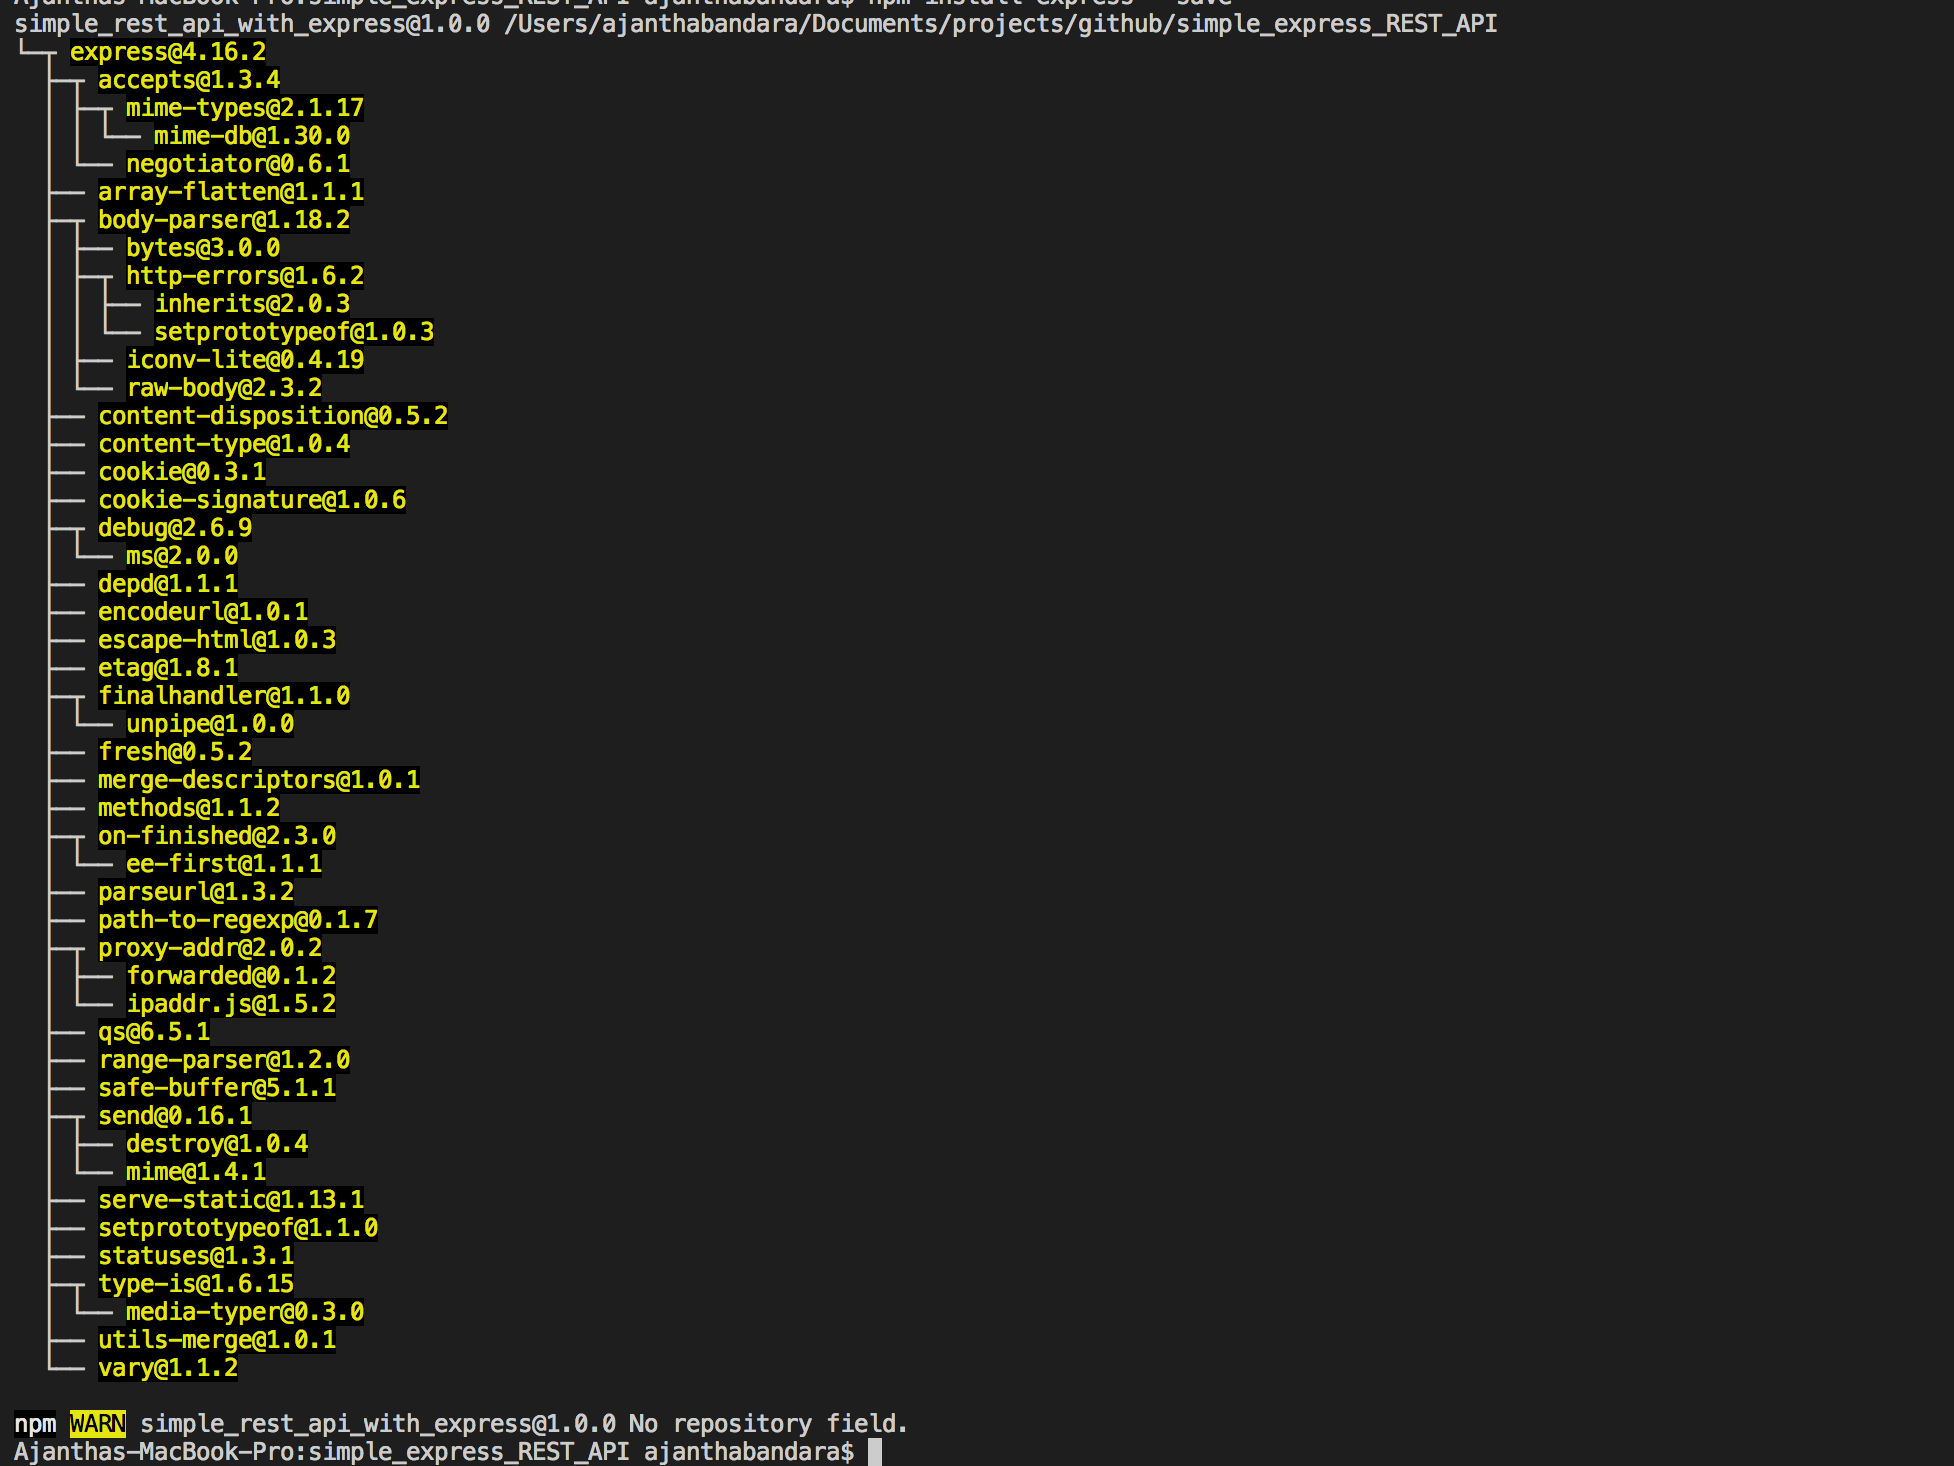 Ajanthas-MacBook-Pro:simple_express_REST_API ajanthabandara$ npm install express --save
simple_rest_api_with_express@1.0.0 /Users/ajanthabandara/Documents/projects/github/simple_express_REST_API
└─┬ express@4.16.2
  ├─┬ accepts@1.3.4
  │ ├─┬ mime-types@2.1.17
  │ │ └── mime-db@1.30.0
  │ └── negotiator@0.6.1
  ├── array-flatten@1.1.1
  ├─┬ body-parser@1.18.2
  │ ├── bytes@3.0.0
  │ ├─┬ http-errors@1.6.2
  │ │ ├── inherits@2.0.3
  │ │ └── setprototypeof@1.0.3
  │ ├── iconv-lite@0.4.19
  │ └── raw-body@2.3.2
  ├── content-disposition@0.5.2
  ├── content-type@1.0.4
  ├── cookie@0.3.1
  ├── cookie-signature@1.0.6
  ├─┬ debug@2.6.9
  │ └── ms@2.0.0
  ├── depd@1.1.1
  ├── encodeurl@1.0.1
  ├── escape-html@1.0.3
  ├── etag@1.8.1
  ├─┬ finalhandler@1.1.0
  │ └── unpipe@1.0.0
  ├── fresh@0.5.2
  ├── merge-descriptors@1.0.1
  ├── methods@1.1.2
  ├─┬ on-finished@2.3.0
  │ └── ee-first@1.1.1
  ├── parseurl@1.3.2
  ├── path-to-regexp@0.1.7
  ├─┬ proxy-addr@2.0.2
  │ ├── forwarded@0.1.2
  │ └── ipaddr.js@1.5.2
  ├── qs@6.5.1
  ├── range-parser@1.2.0
  ├── safe-buffer@5.1.1
  ├─┬ send@0.16.1
  │ ├── destroy@1.0.4
  │ └── mime@1.4.1
  ├── serve-static@1.13.1
  ├── setprototypeof@1.1.0
  ├── statuses@1.3.1
  ├─┬ type-is@1.6.15
  │ └── media-typer@0.3.0
  ├── utils-merge@1.0.1
  └── vary@1.1.2
npm WARN simple_rest_api_with_express@1.0.0 No repository field.
Ajanthas-MacBook-Pro:simple_express_REST_API ajanthabandara$